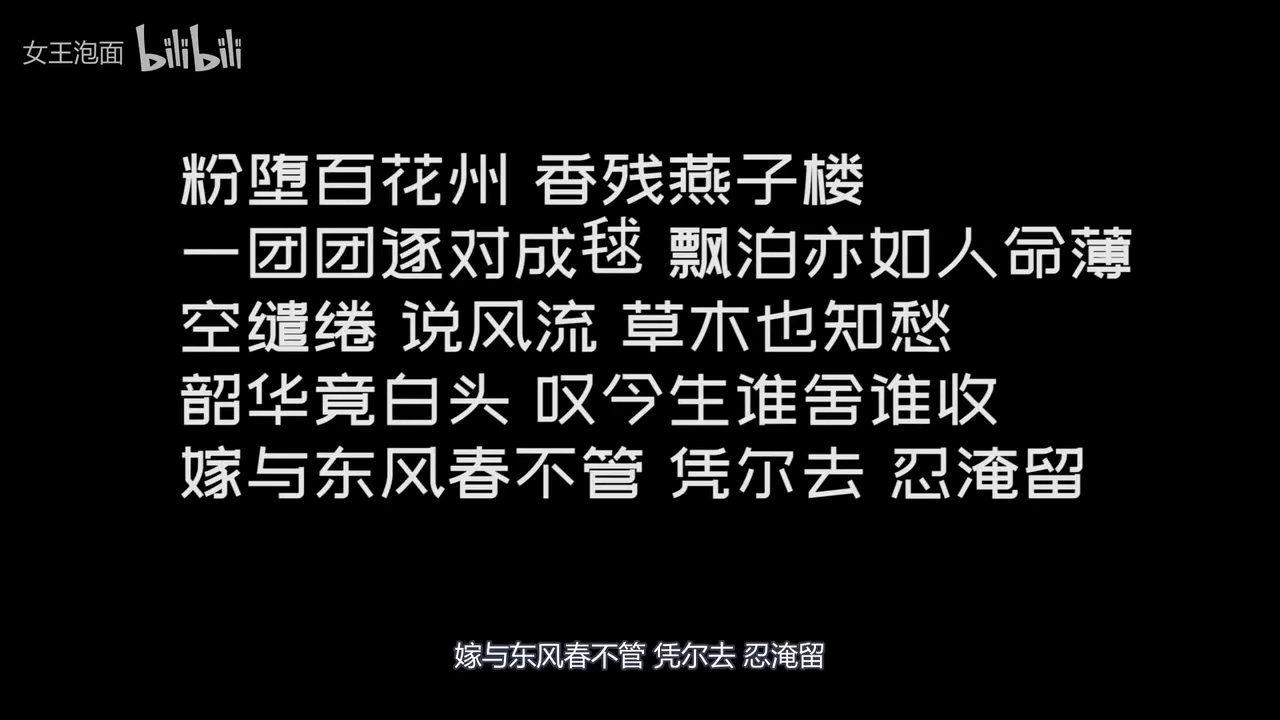 女王泡面 bilibili
粉堕百花州 香残燕子楼
一团团逐对成毬 飘泊亦如人命薄
空缱绻 说风流 草木也知愁
韶华竟白头 叹今生谁舍谁收
嫁与东风春不管 凭尔去 忍淹留
嫁与东风春不管 凭尔去 忍淹留